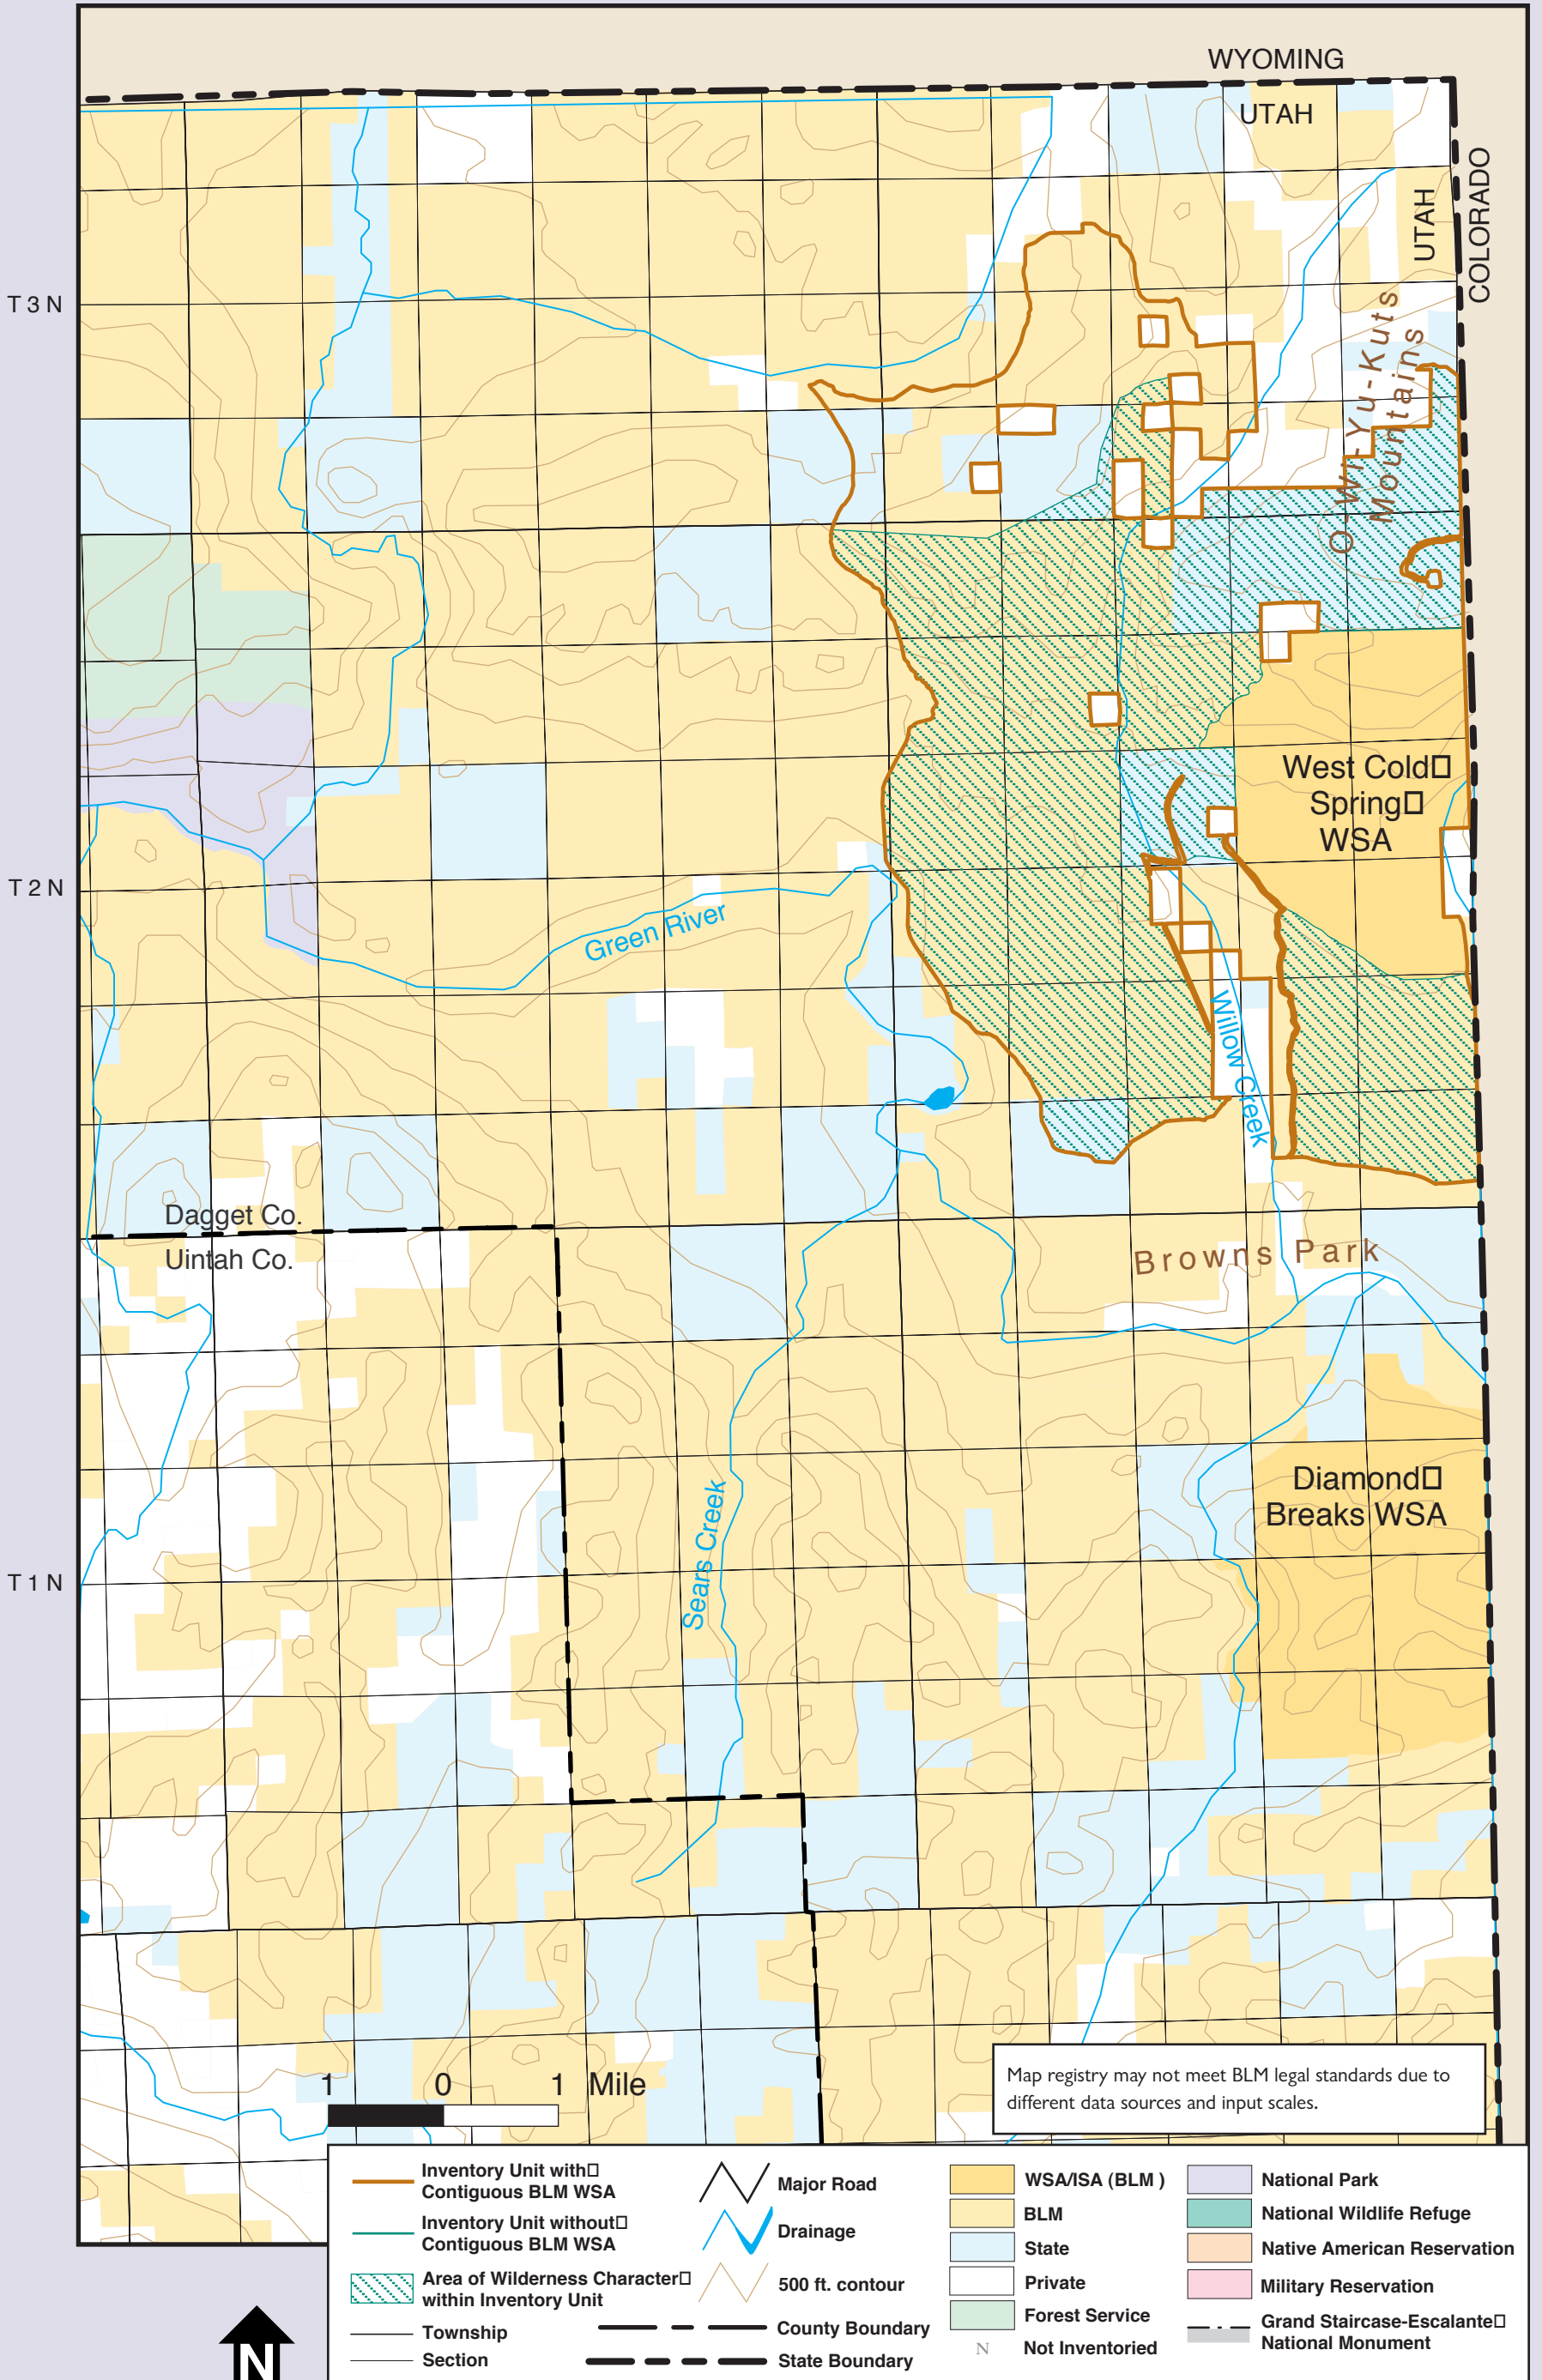 WYOMING
UTAH
UTAH
COLORADO
T 3 N
O-Wi-Yu-Kuts
Mountains
West Cold□
Spring□
WSA
T 2 N
Green River
Willow Creek
Dagget Co.
Uintah Co.
Browns Park
Diamond□
Breaks WSA
Sears Creek
T 1 N
Map registry may not meet BLM legal standards due to
different data sources and input scales.
1 0 1 Mile
Inventory Unit with□
Contiguous BLM WSA
Inventory Unit without□
Contiguous BLM WSA
Area of Wilderness Character□
within Inventory Unit
Township
Section
Major Road
Drainage
500 ft. contour
County Boundary
State Boundary
WSA/ISA (BLM )
BLM
State
Private
Forest Service
N Not Inventoried
National Park
National Wildlife Refuge
Native American Reservation
Military Reservation
Grand Staircase-Escalante□
National Monument
N